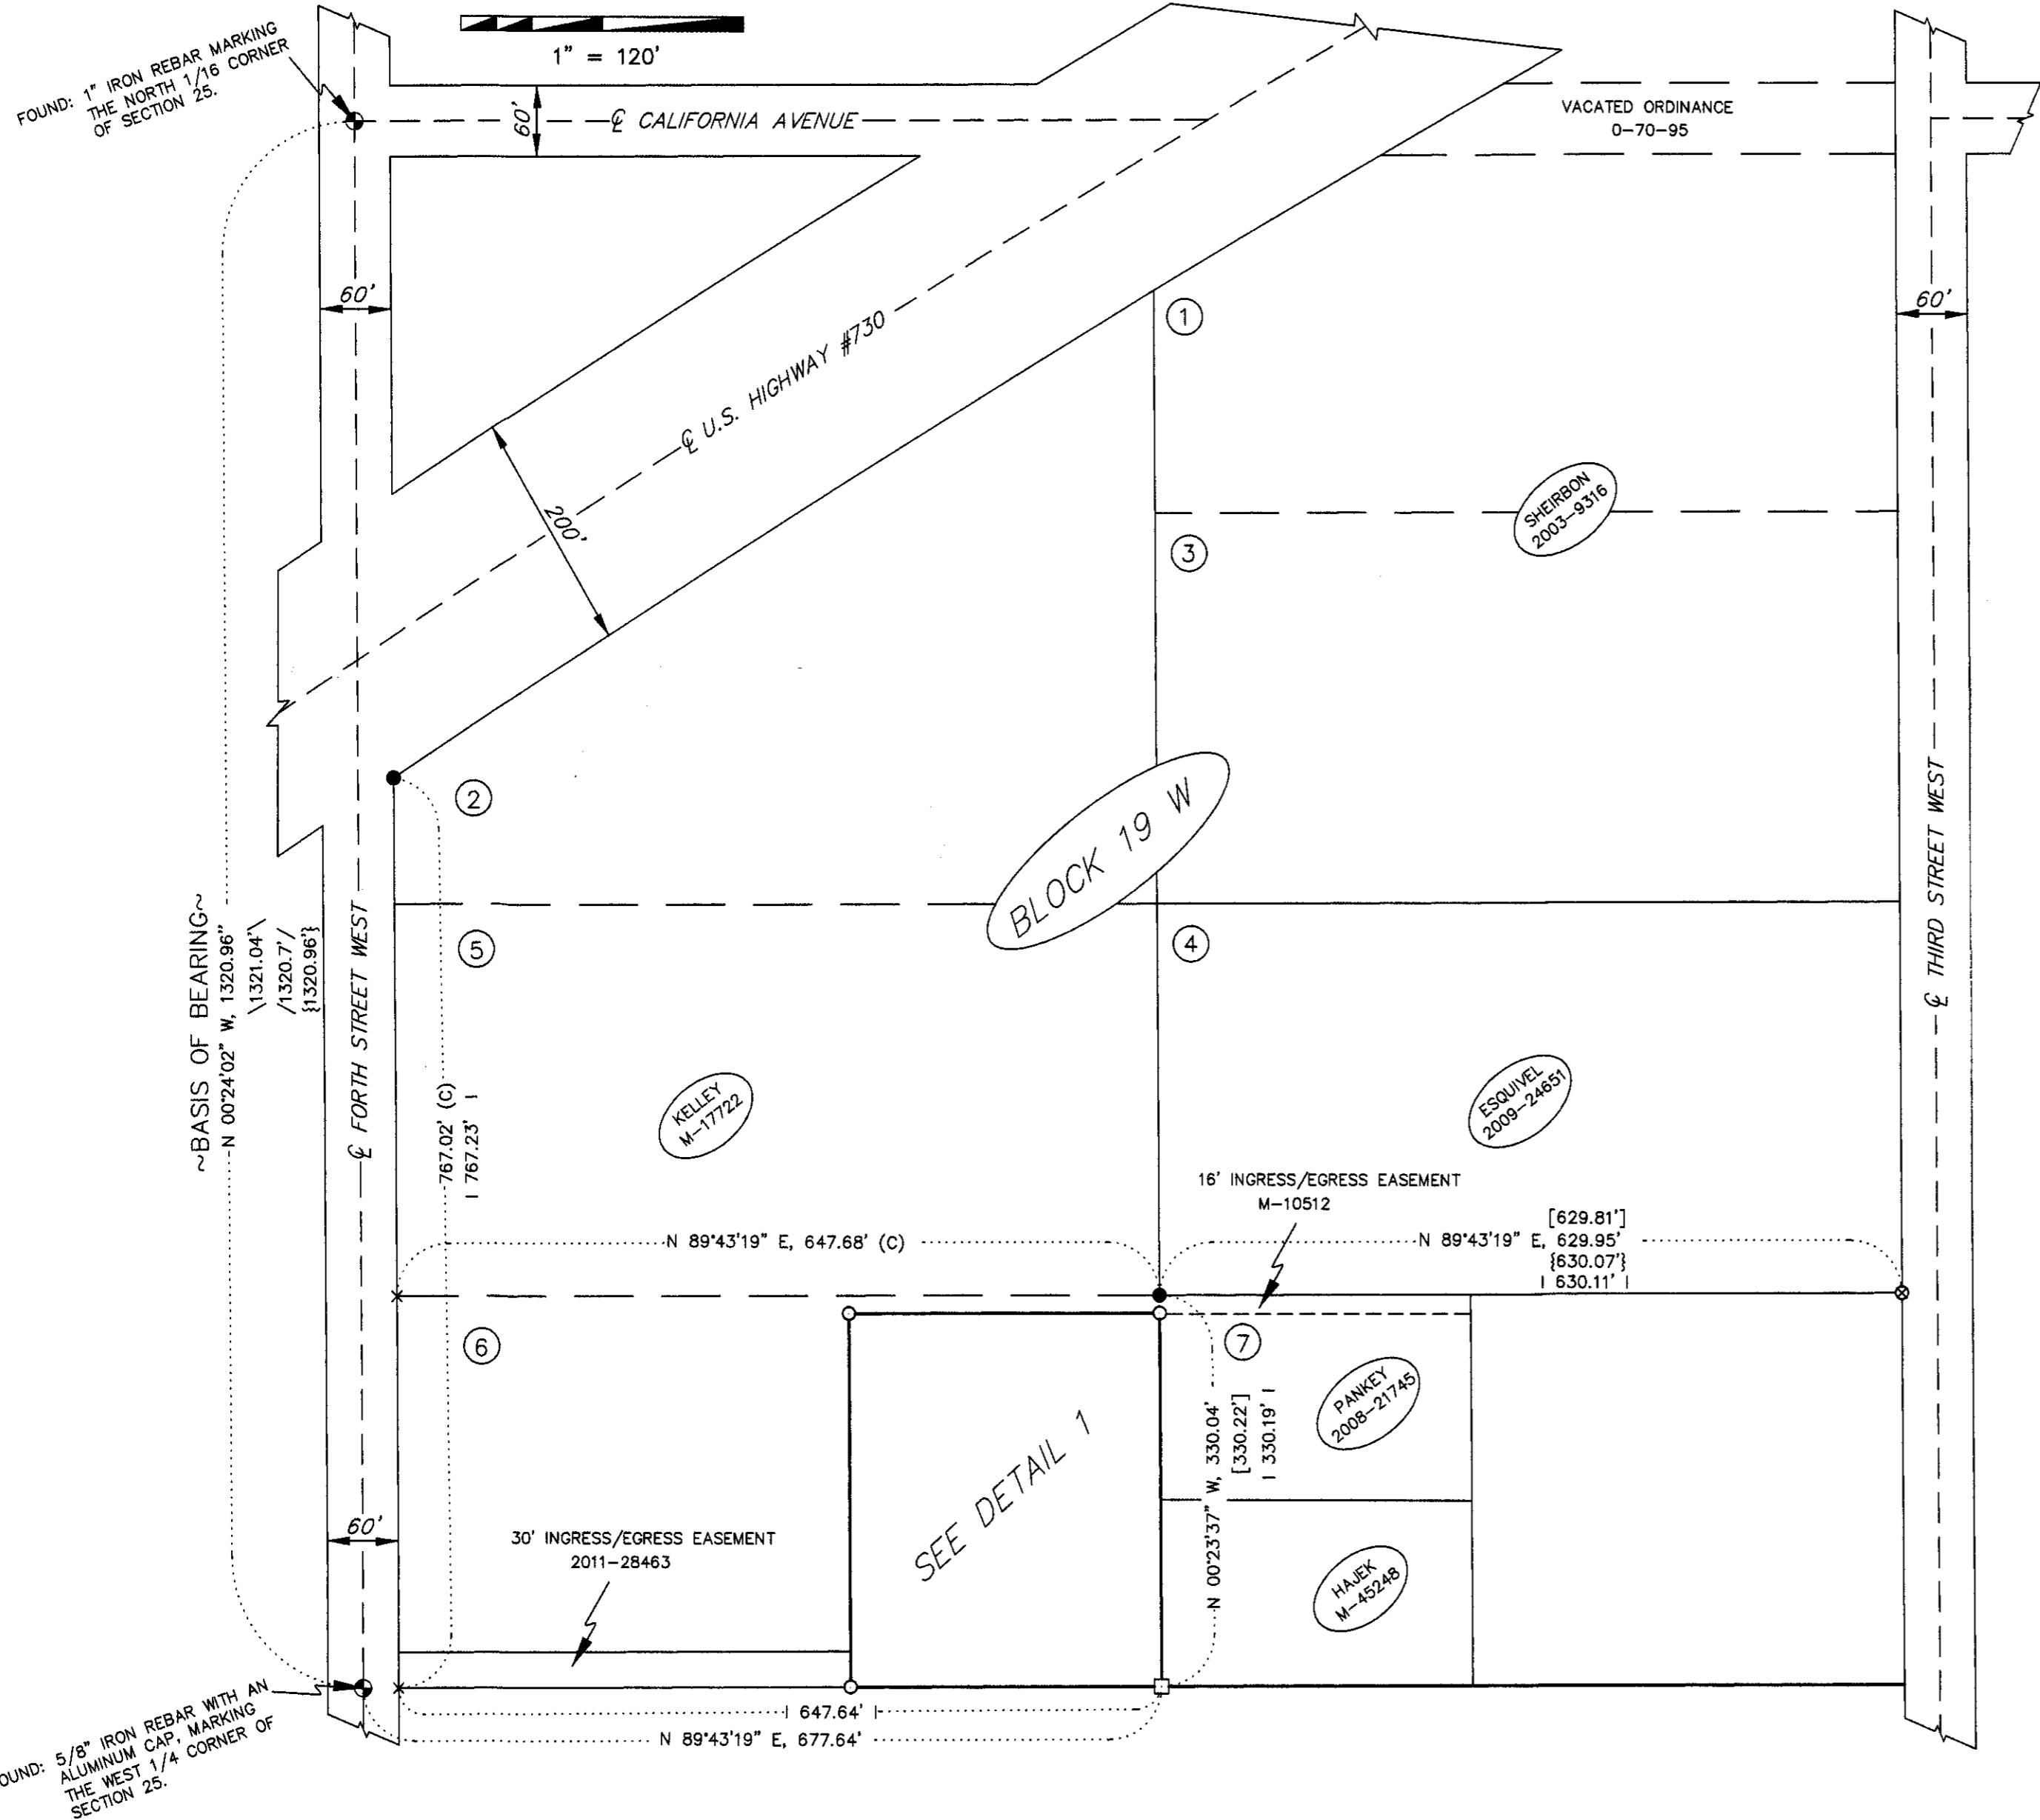 1" = 120'
FOUND: 1" IRON REBAR MARKING
THE NORTH 1/16 CORNER
OF SECTION 25.
60'
℄ CALIFORNIA AVENUE
VACATED ORDINANCE
0-70-95
60'
60'
℄ U.S. HIGHWAY #730
200'
1
SHEIRBON
2003-9316
3
2
BLOCK 19 W
5
4
~BASIS OF BEARING~
N 00°24'02" W, 1320.96"
\1321.04'\
/1320.7'/
{1320.96'}
℄ FORTH STREET WEST
℄ THIRD STREET WEST
767.02' (C)
| 767.23' |
KELLEY
M-17722
ESQUIVEL
2009-24651
16' INGRESS/EGRESS EASEMENT
M-10512
N 89°43'19" E, 647.68' (C)
[629.81']
N 89°43'19" E, 629.95'
{630.07'}
| 630.11' |
6
7
PANKEY
2008-21745
N 00°23'37" W, 330.04'
[330.22']
| 330.19' |
SEE DETAIL 1
60'
30' INGRESS/EGRESS EASEMENT
2011-28463
HAJEK
M-45248
| 647.64' |
N 89°43'19" E, 677.64'
OUND: 5/8" IRON REBAR WITH AN
ALUMINUM CAP, MARKING
THE WEST 1/4 CORNER OF
SECTION 25.